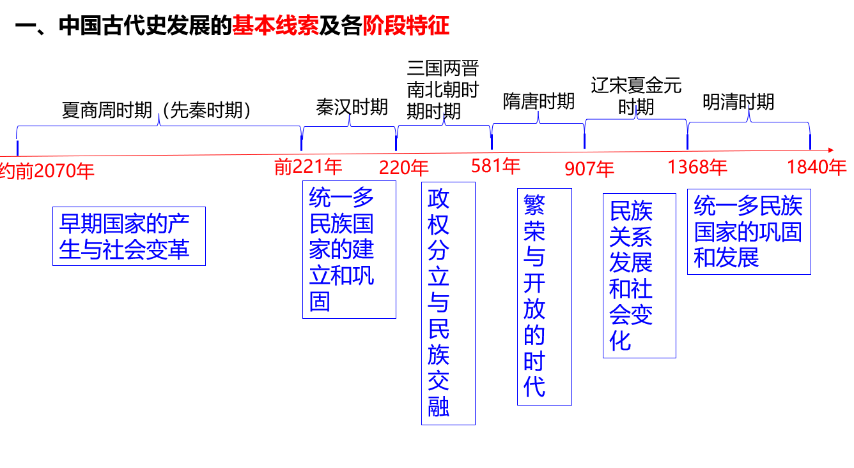 一、中国古代史发展的基本线索及各阶段特征
夏商周时期（先秦时期）
秦汉时期
三国两晋
南北朝时
期时期
隋唐时期
辽宋夏金元
时期
明清时期
约前2070年
前221年
220年
581年
907年
1368年
1840年
早期国家的产
生与社会变革
统一多
民族国
家的建
立和巩
固
政
权
分
立
与
民
族
交
融
繁
荣
与
开
放
的
时
代
民族
关系
发展
和社
会变
化
统一多民族
国家的巩固
和发展